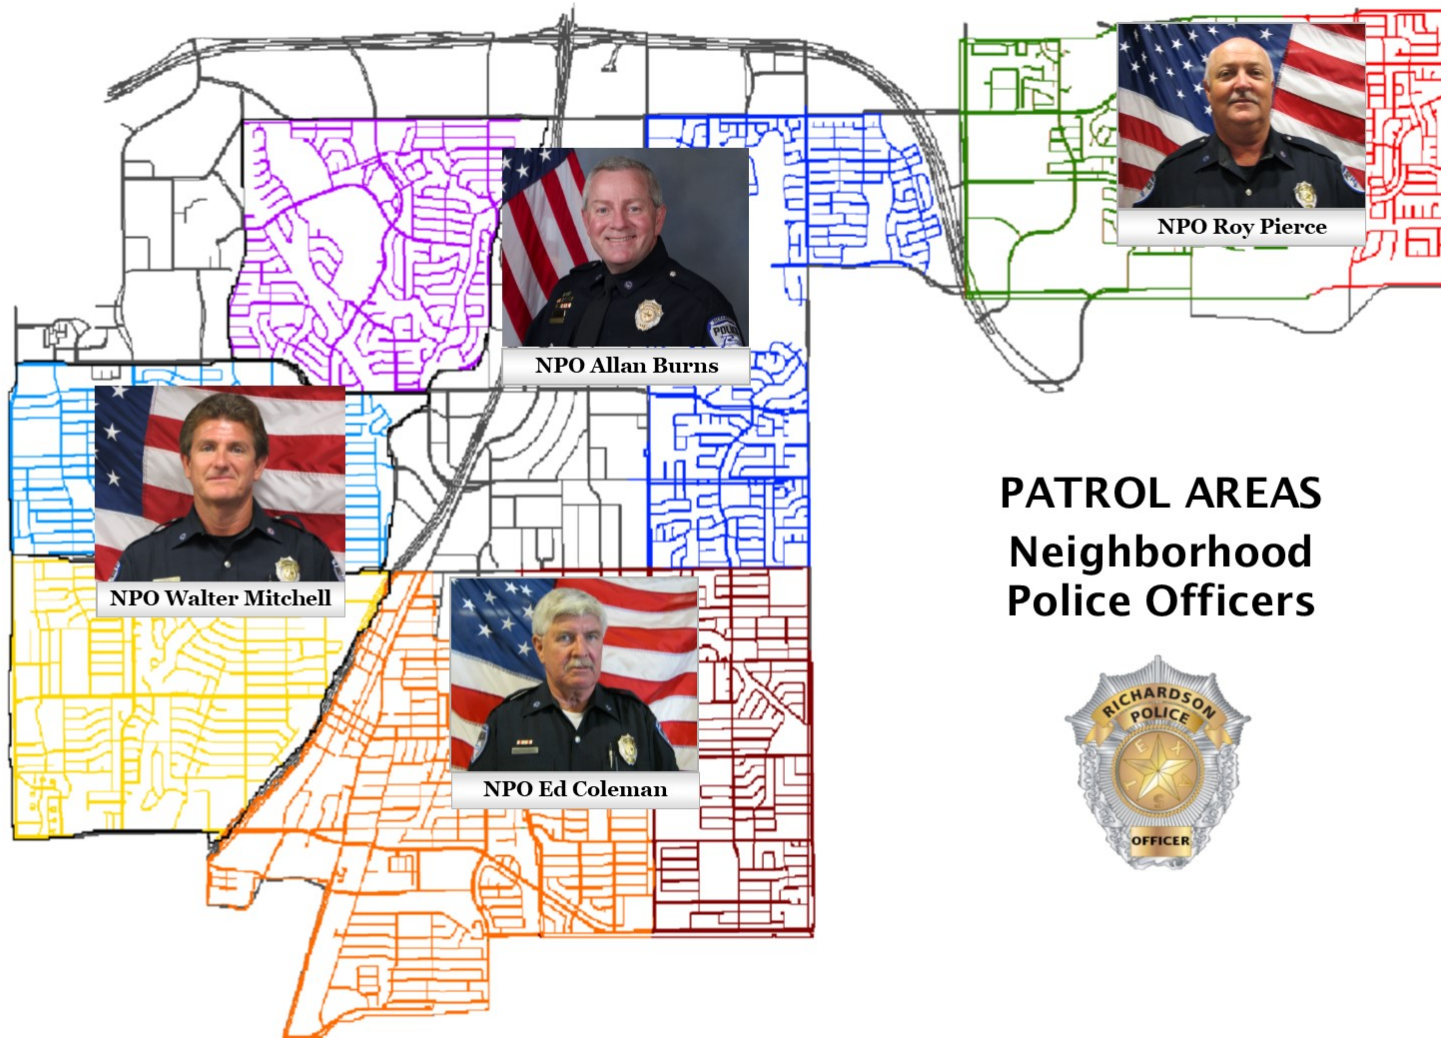 NPO Roy Pierce
POLICE
NPO Allan Burns
NPO Walter Mitchell
NPO Ed Coleman
PATROL AREAS
Neighborhood
Police Officers
RICHARDSON
POLICE
OFFICER